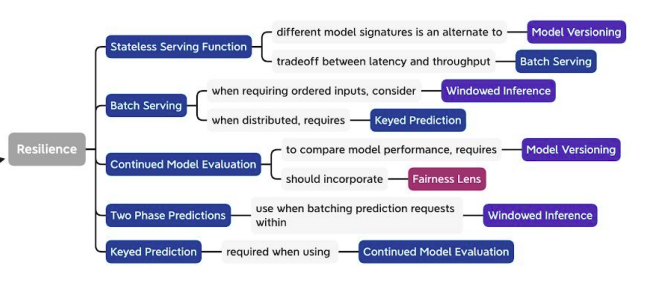 different model signatures is an alternate to
Model Versioning
Stateless Serving Function
tradeoff between latency and throughput
Batch Serving
when requiring ordered inputs, consider
Windowed Inference
Batch Serving
when distributed, requires
Keyed Prediction
Resilience
to compare model performance, requires
Model Versioning
Continued Model Evaluation
should incorporate
Fairness Lens
Two Phase Predictions
use when batching prediction requests
within
Windowed Inference
Keyed Prediction
required when using
Continued Model Evaluation